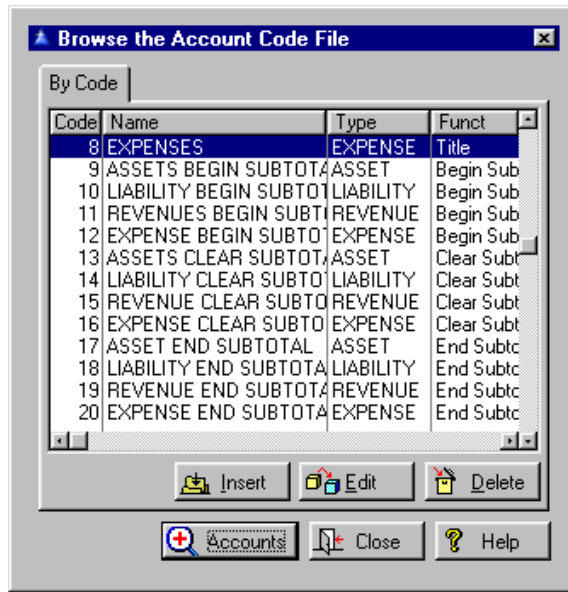 Browse the Account Code File
By Code
Code Name Type Funct
8 EXPENSES EXPENSE Title
9 ASSETS BEGIN SUBTOTA ASSET Begin Sub
10 LIABILITY BEGIN SUBTOT LIABILITY Begin Sub
11 REVENUES BEGIN SUBT REVENUE Begin Sub
12 EXPENSE BEGIN SUBTOT EXPENSE Begin Sub
13 ASSETS CLEAR SUBTOT ASSET Clear Subt
14 LIABILITY CLEAR SUBTO LIABILITY Clear Subt
15 REVENUE CLEAR SUBTO REVENUE Clear Subt
16 EXPENSE CLEAR SUBTO EXPENSE Clear Subt
17 ASSET END SUBTOTAL ASSET End Subtc
18 LIABILITY END SUBTOTA LIABILITY End Subtc
19 REVENUE END SUBTOTA REVENUE End Subtc
20 EXPENSE END SUBTOTA EXPENSE End Subtc
Insert Edit Delete
Accounts Close Help